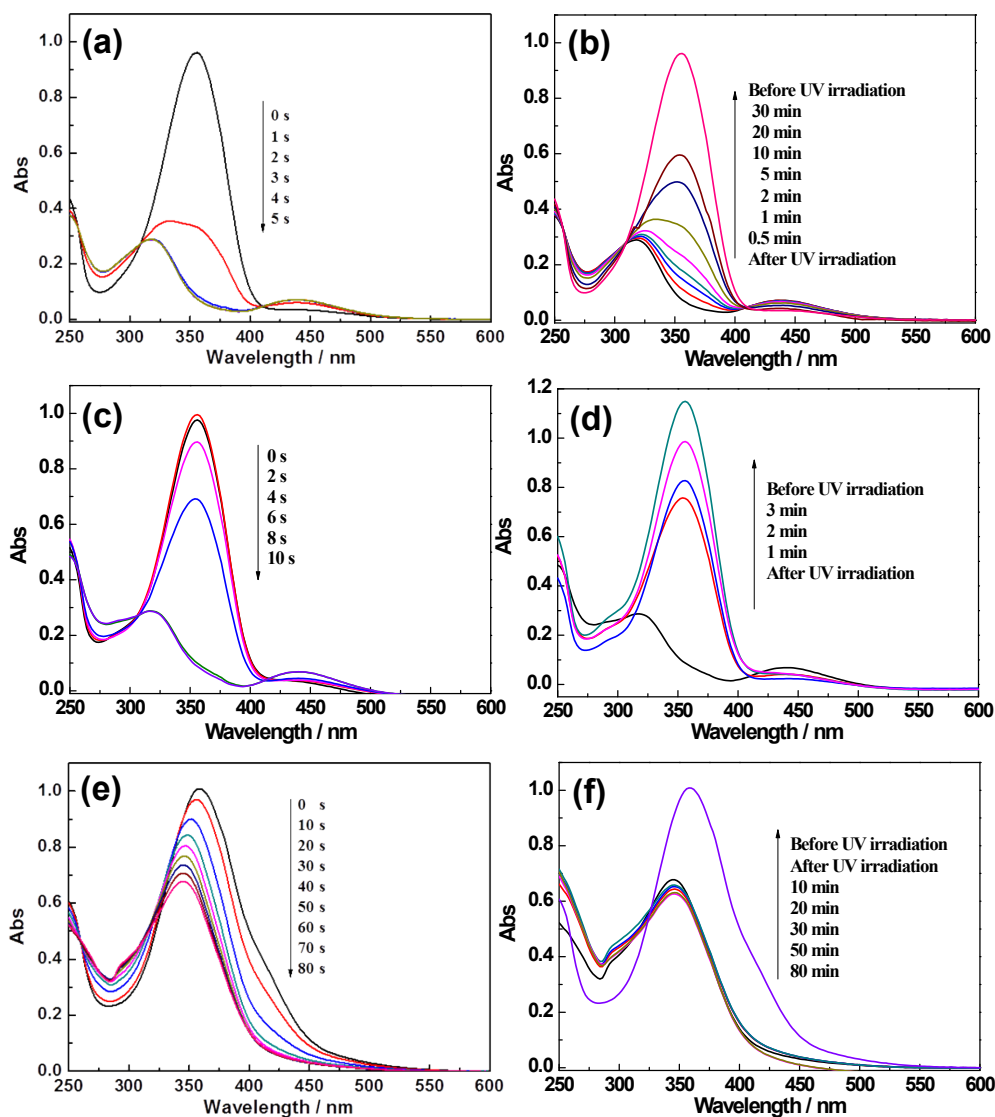 (a)
1.0
0.8
0.6
0.4
0.2
0.0
Abs
0 s
1 s
2 s
3 s
4 s
5 s
250 300 350 400 450 500 550 600
Wavelength / nm
(b)
1.0
0.8
0.6
0.4
0.2
0.0
Abs
Before UV irradiation
30 min
20 min
10 min
5 min
2 min
1 min
0.5 min
After UV irradiation
250 300 350 400 450 500 550 600
Wavelength / nm
(c)
1.0
0.8
0.6
0.4
0.2
0.0
Abs
0 s
2 s
4 s
6 s
8 s
10 s
250 300 350 400 450 500 550 600
Wavelength / nm
(d)
1.2
1.0
0.8
0.6
0.4
0.2
0.0
Abs
Before UV irradiation
3 min
2 min
1 min
After UV irradiation
250 300 350 400 450 500 550 600
Wavelength / nm
(e)
1.0
0.8
0.6
0.4
0.2
0.0
Abs
0 s
10 s
20 s
30 s
40 s
50 s
60 s
70 s
80 s
250 300 350 400 450 500 550 600
Wavelength / nm
(f)
1.0
0.8
0.6
0.4
0.2
0.0
Abs
Before UV irradiation
After UV irradiation
10 min
20 min
30 min
50 min
80 min
250 300 350 400 450 500 550 600
Wavelength / nm